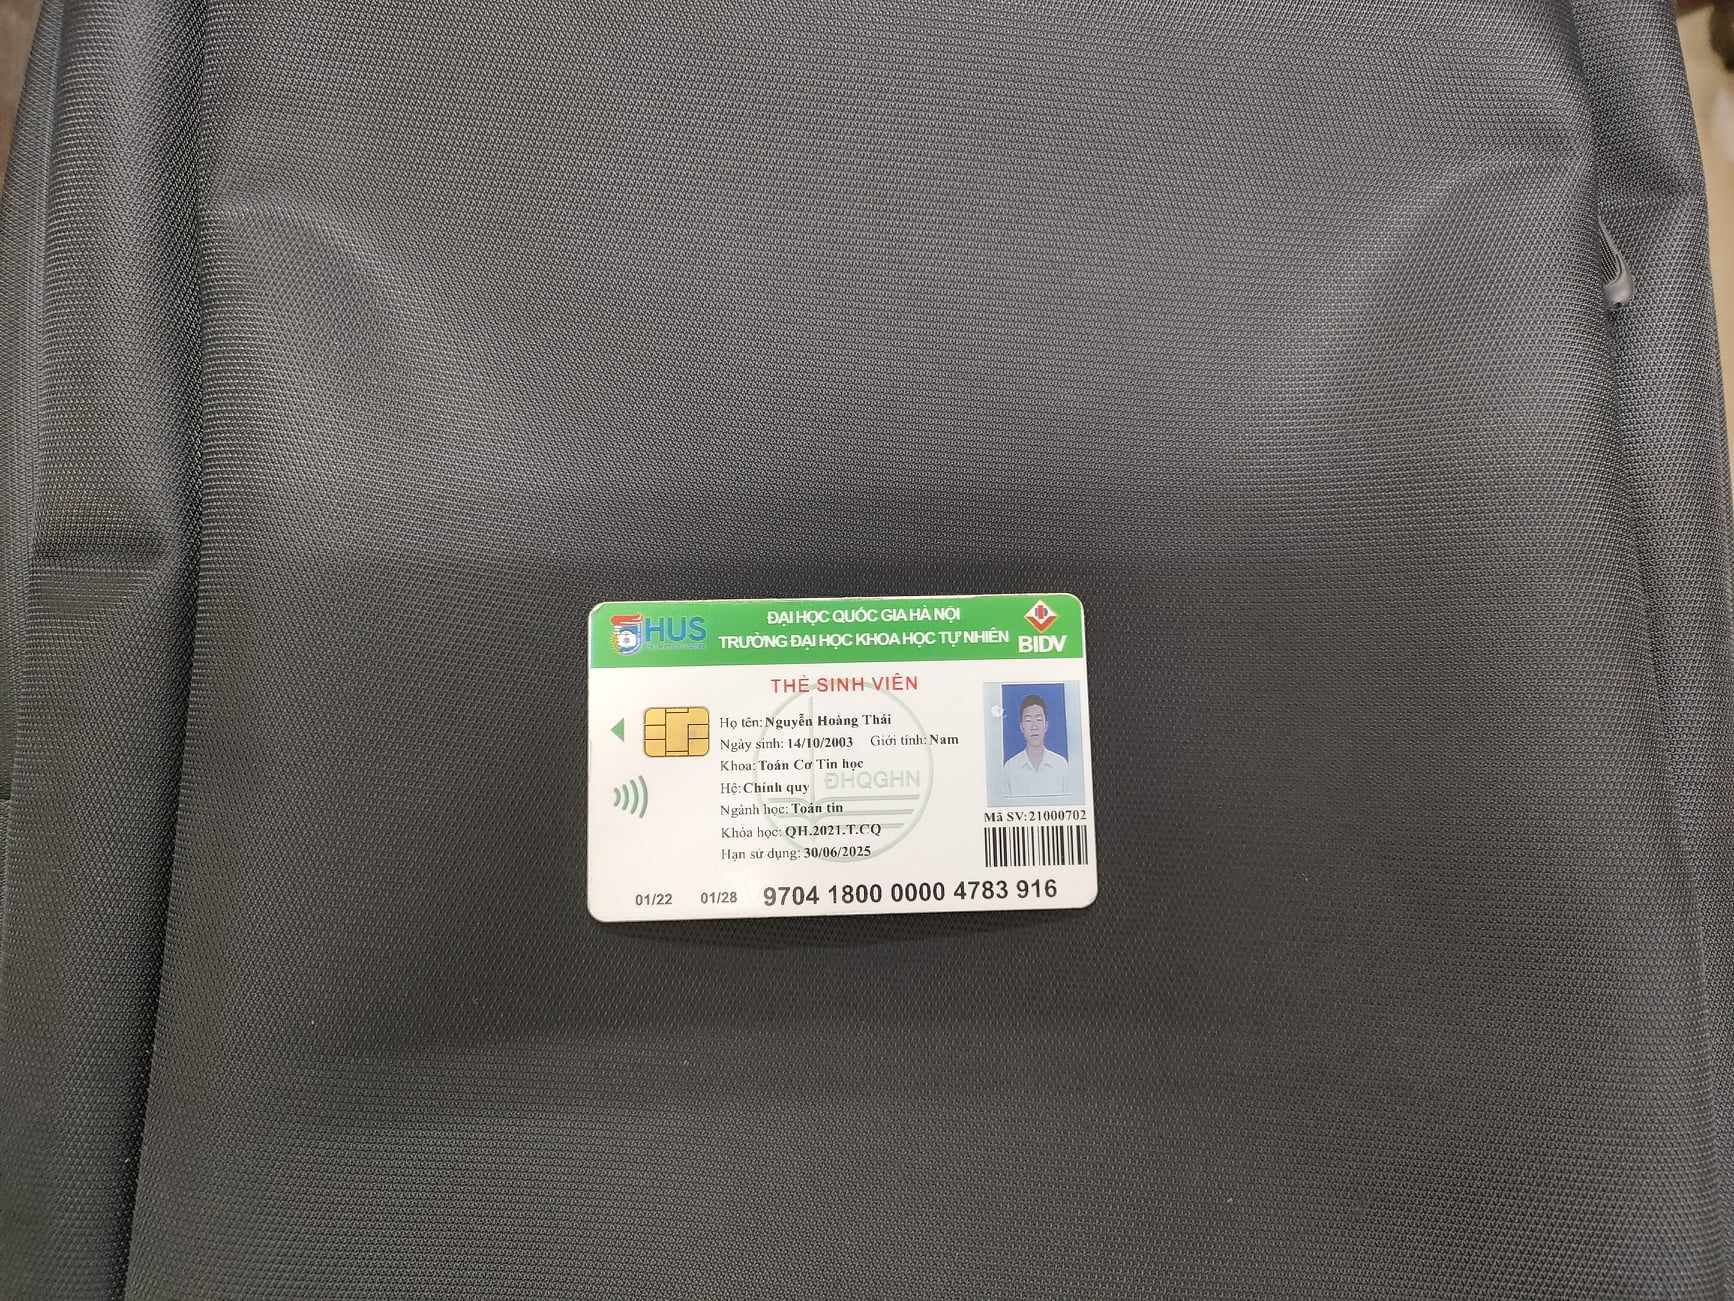 HUS
ĐẠI HỌC QUỐC GIA HÀ NỘI
TRƯỜNG ĐẠI HỌC KHOA HỌC TỰ NHIÊN
BIDV
THẺ SINH VIÊN
Họ tên: Nguyễn Hoàng Thái
Ngày sinh: 14/10/2003 Giới tính: Nam
Khoa: Toán Cơ Tin học
ĐHQGHN
Hệ: Chính quy
Ngành học: Toán tin
Khóa học: QH.2021.T.CQ
Mã SV: 21000702
Hạn sử dụng: 30/06/2025
01/22 01/28 9704 1800 0000 4783 916